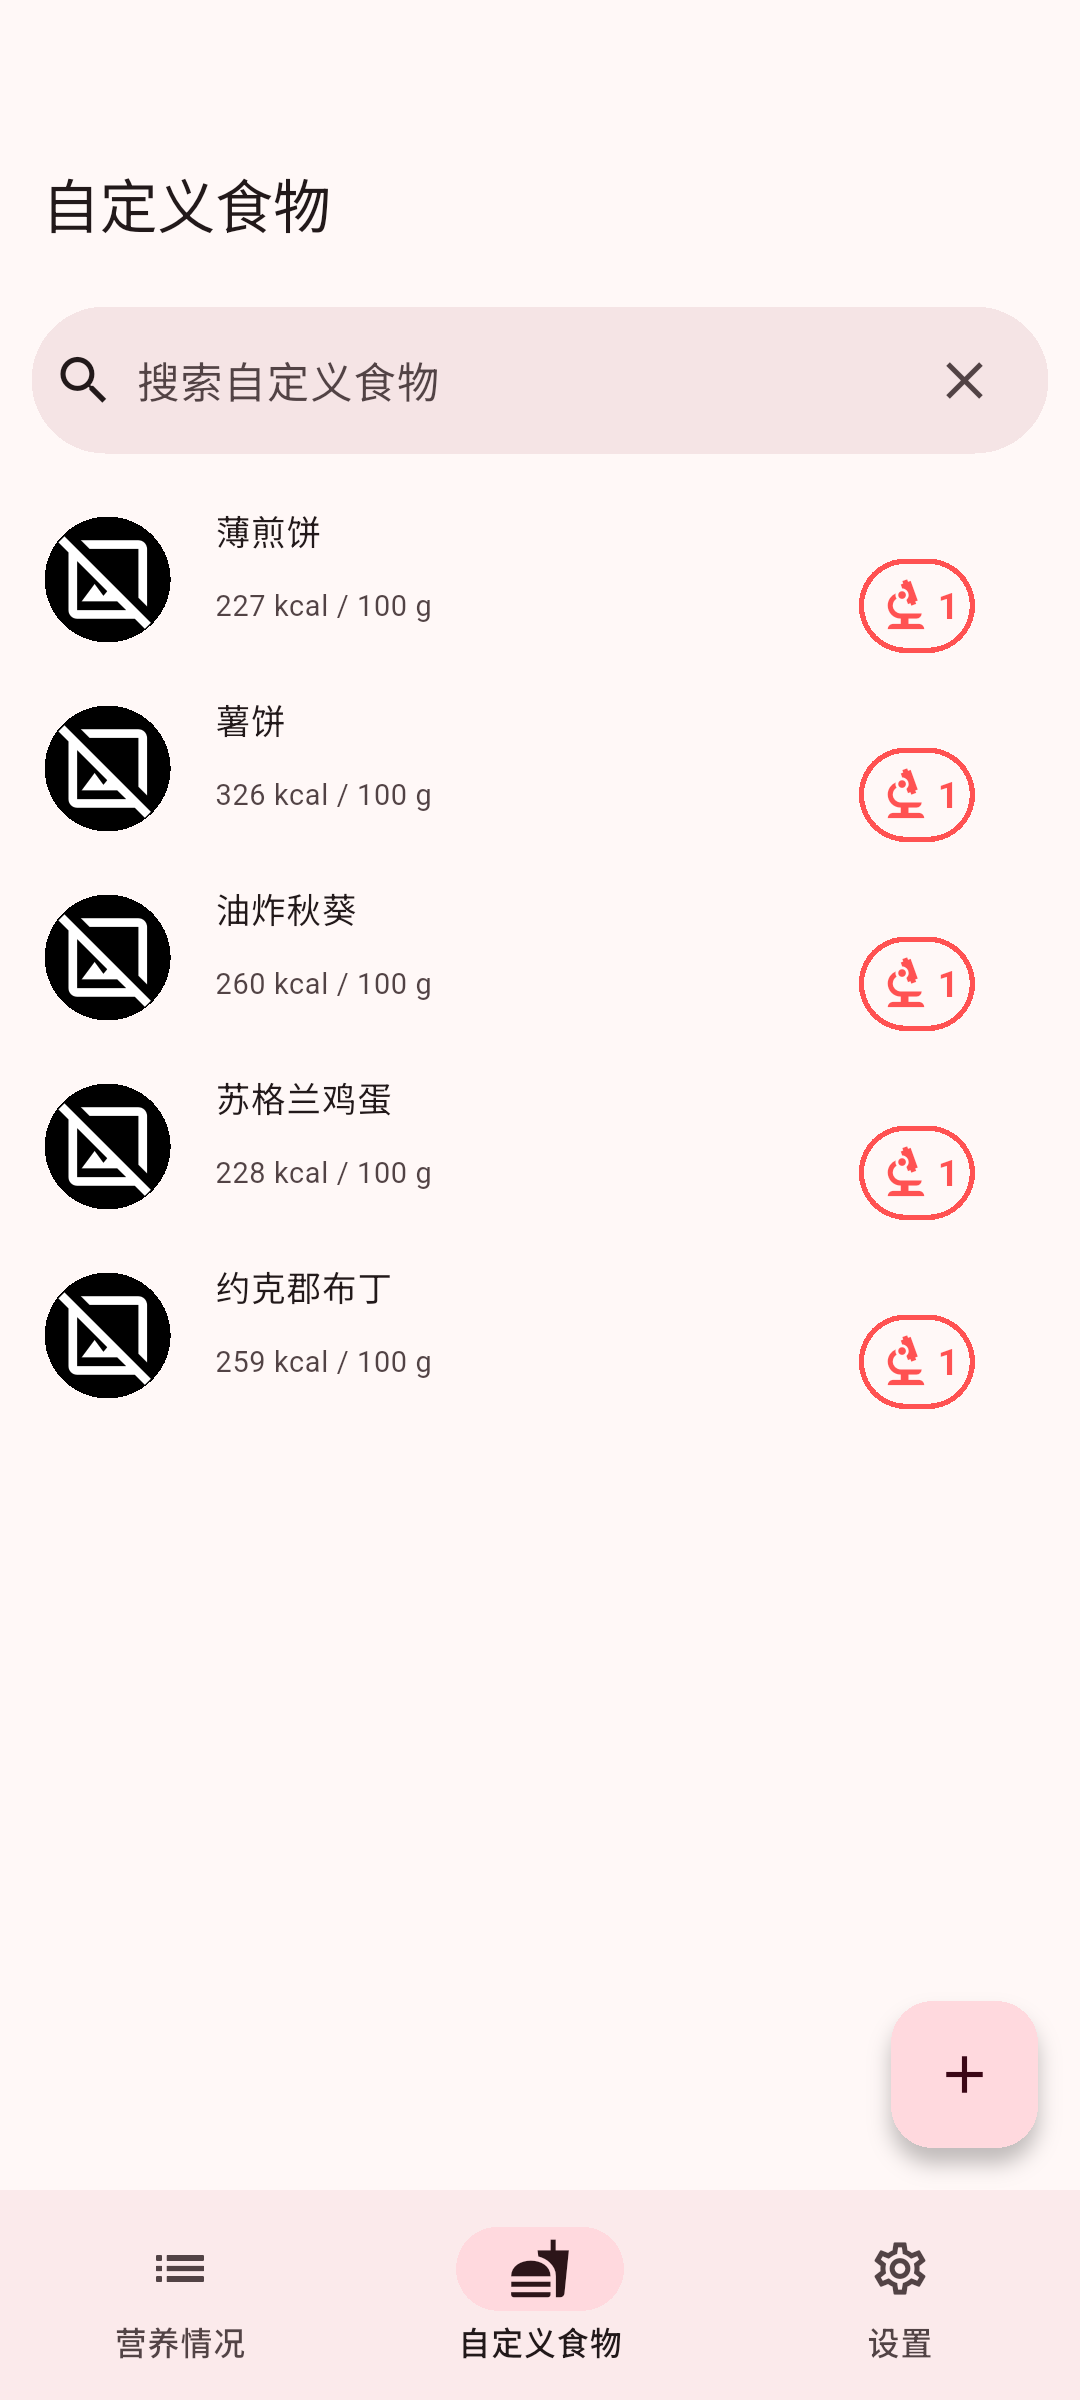 自定义食物
搜索自定义食物
薄煎饼
227 kcal / 100 g
1
薯饼
326 kcal / 100 g
1
油炸秋葵
260 kcal / 100 g
1
苏格兰鸡蛋
228 kcal / 100 g
1
约克郡布丁
259 kcal / 100 g
1
营养情况
自定义食物
设置